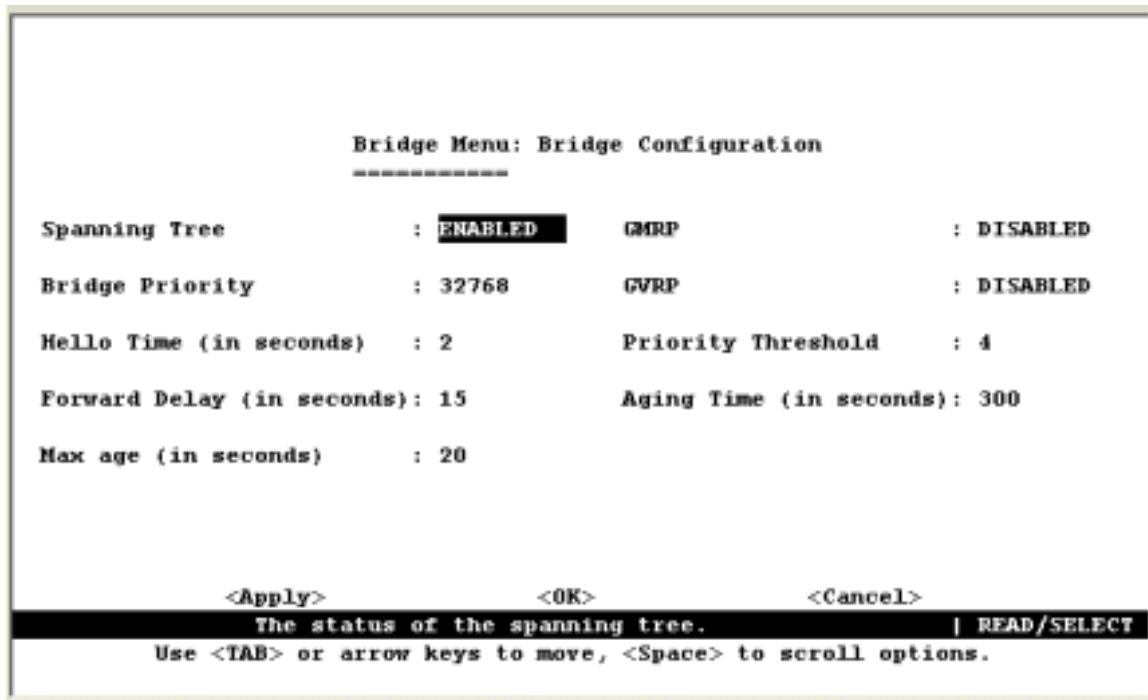 Bridge Menu: Bridge Configuration
===========
Spanning Tree : ENABLED GMRP : DISABLED
Bridge Priority : 32768 GVRP : DISABLED
Hello Time (in seconds) : 2 Priority Threshold : 4
Forward Delay (in seconds): 15 Aging Time (in seconds): 300
Max age (in seconds) : 20
<Apply> <OK> <Cancel>
The status of the spanning tree. | READ/SELECT
Use <TAB> or arrow keys to move, <Space> to scroll options.